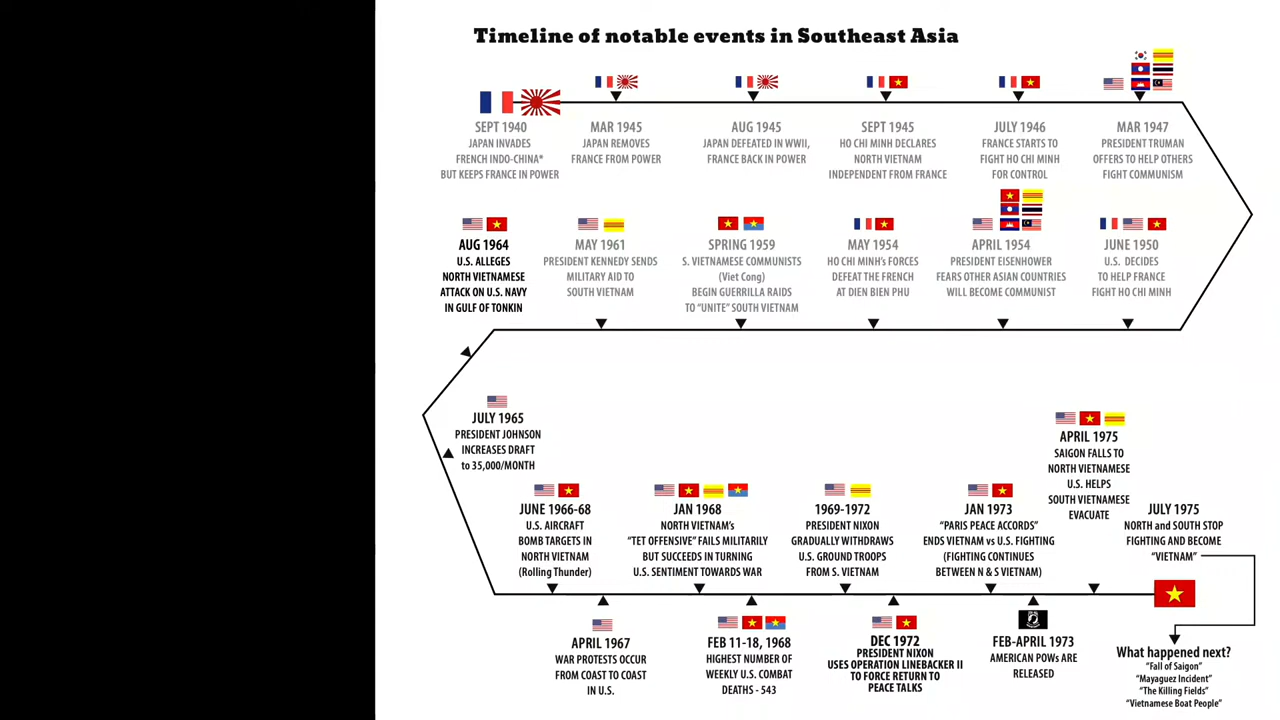 Timeline of notable events in Southeast Asia
SEPT 1940
JAPAN INVADES
FRENCH INDO-CHINA*
BUT KEEPS FRANCE IN POWER
MAR 1945
JAPAN REMOVES
FRANCE FROM POWER
AUG 1945
JAPAN DEFEATED IN WWII,
FRANCE BACK IN POWER
SEPT 1945
HO CHI MINH DECLARES
NORTH VIETNAM
INDEPENDENT FROM FRANCE
JULY 1946
FRANCE STARTS TO
FIGHT HO CHI MINH
FOR CONTROL
MAR 1947
PRESIDENT TRUMAN
OFFERS TO HELP OTHERS
FIGHT COMMUNISM
AUG 1964
U.S. ALLEGES
NORTH VIETNAMESE
ATTACK ON U.S. NAVY
IN GULF OF TONKIN
MAY 1961
PRESIDENT KENNEDY SENDS
MILITARY AID TO
SOUTH VIETNAM
SPRING 1959
S. VIETNAMESE COMMUNISTS
(Viet Cong)
BEGIN GUERRILLA RAIDS
TO "UNITE" SOUTH VIETNAM
MAY 1954
HO CHI MINH's FORCES
DEFEAT THE FRENCH
AT DIEN BIEN PHU
APRIL 1954
PRESIDENT EISENHOWER
FEARS OTHER ASIAN COUNTRIES
WILL BECOME COMMUNIST
JUNE 1950
U.S. DECIDES
TO HELP FRANCE
FIGHT HO CHI MINH
JULY 1965
PRESIDENT JOHNSON
INCREASES DRAFT
to 35,000/MONTH
JUNE 1966-68
U.S. AIRCRAFT
BOMB TARGETS IN
NORTH VIETNAM
(Rolling Thunder)
JAN 1968
NORTH VIETNAM's
"TET OFFENSIVE" FAILS MILITARILY
BUT SUCCEEDS IN TURNING
U.S. SENTIMENT TOWARDS WAR
1969-1972
PRESIDENT NIXON
GRADUALLY WITHDRAWS
U.S. GROUND TROOPS
FROM S. VIETNAM
JAN 1973
"PARIS PEACE ACCORDS"
ENDS VIETNAM vs U.S. FIGHTING
(FIGHTING CONTINUES
BETWEEN N & S VIETNAM)
APRIL 1975
SAIGON FALLS TO
NORTH VIETNAMESE
U.S. HELPS
SOUTH VIETNAMESE
EVACUATE
JULY 1975
NORTH and SOUTH STOP
FIGHTING AND BECOME
"VIETNAM"
APRIL 1967
WAR PROTESTS OCCUR
FROM COAST TO COAST
IN U.S.
FEB 11-18, 1968
HIGHEST NUMBER OF
WEEKLY U.S. COMBAT
DEATHS - 543
DEC 1972
PRESIDENT NIXON
USES OPERATION LINEBACKER II
TO FORCE RETURN TO
PEACE TALKS
FEB-APRIL 1973
AMERICAN POWs ARE
RELEASED
What happened next?
"Fall of Saigon"
"Mayaguez Incident"
"The Killing Fields"
"Vietnamese Boat People"